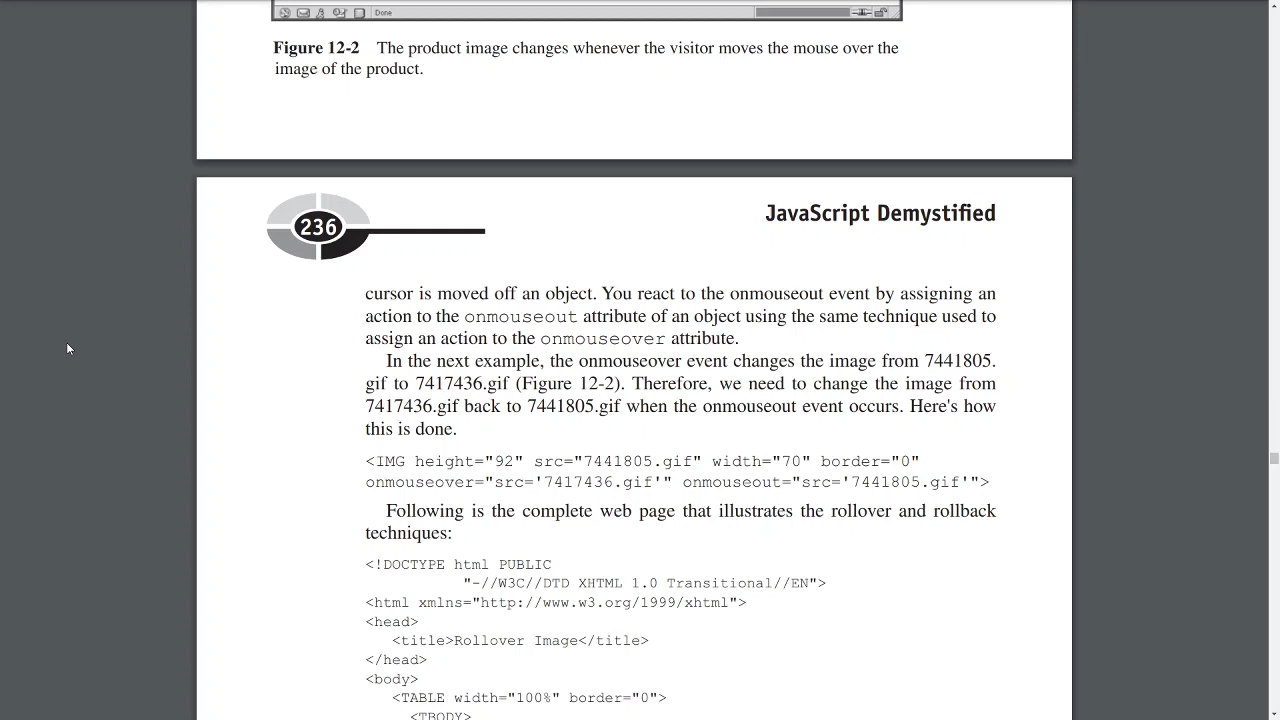 Done
Figure 12-2 The product image changes whenever the visitor moves the mouse over the
image of the product.
236
JavaScript Demystified
cursor is moved off an object. You react to the onmouseout event by assigning an
action to the onmouseout attribute of an object using the same technique used to
assign an action to the onmouseover attribute.
In the next example, the onmouseover event changes the image from 7441805.
gif to 7417436.gif (Figure 12-2). Therefore, we need to change the image from
7417436.gif back to 7441805.gif when the onmouseout event occurs. Here's how
this is done.
<IMG height="92" src="7441805.gif" width="70" border="0"
onmouseover="src='7417436.gif'" onmouseout="src='7441805.gif'">
Following is the complete web page that illustrates the rollover and rollback
techniques:
<!DOCTYPE html PUBLIC
"-//W3C//DTD XHTML 1.0 Transitional//EN">
<html xmlns="http://www.w3.org/1999/xhtml">
<head>
<title>Rollover Image</title>
</head>
<body>
<TABLE width="100%" border="0">
<TBODY>